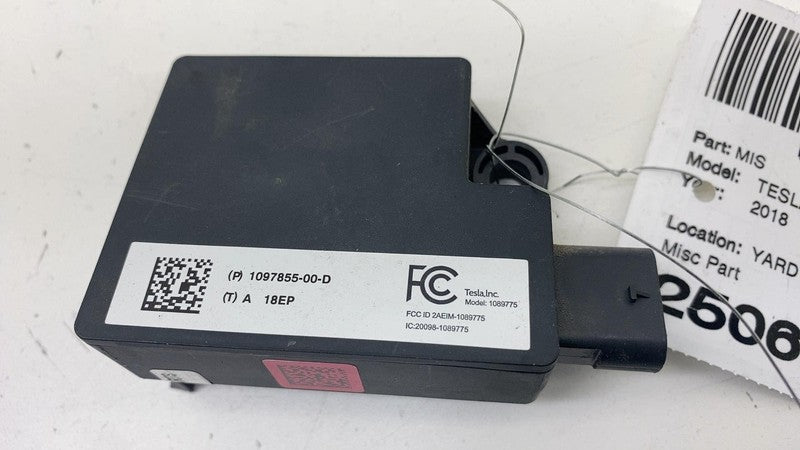 (P) 1097855-00-D
(T) A 18EP
FC
Tesla,Inc.
Model: 1089775
FCC ID 2AEIM-1089775
IC:20098-1089775
Part: MIS
Model: TESL
2018
Location: YARD
Misc Part
2506